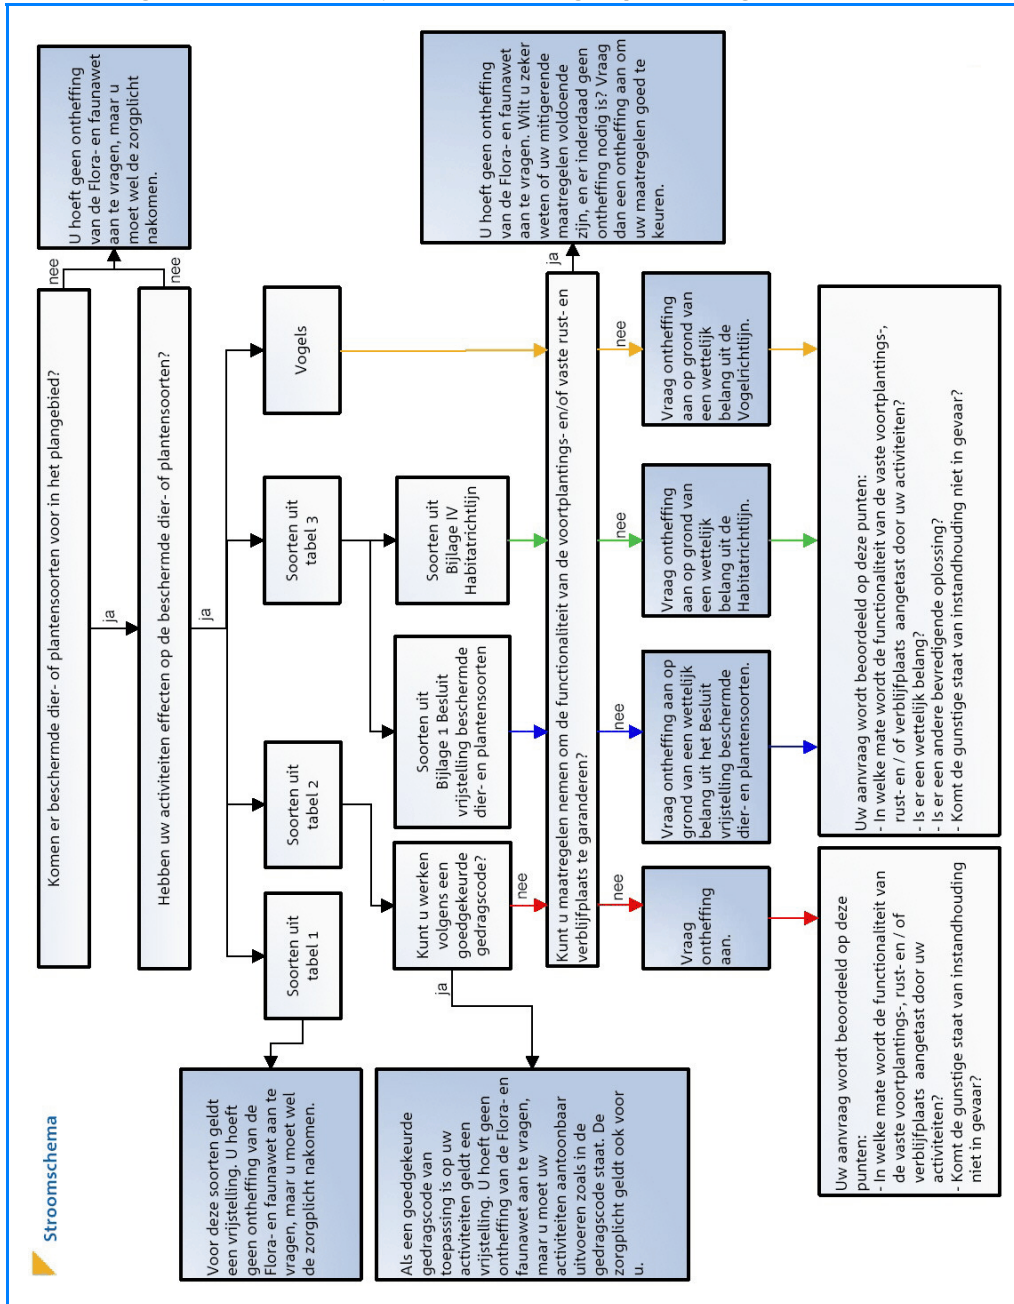 Stroomschema
Komen er beschermde dier- of plantensoorten voor in het plangebied?
nee
ja
U hoeft geen ontheffing
van de Flora- en faunawet
aan te vragen, maar u
moet wel de zorgplicht
nakomen.
Hebben uw activiteiten effecten op de beschermde dier- of plantensoorten?
nee
ja
Soorten uit
tabel 1
Soorten uit
tabel 2
Soorten uit
tabel 3
Vogels
Voor deze soorten geldt
een vrijstelling. U hoeft
geen ontheffing van de
Flora- en faunawet aan te
vragen, maar u moet wel
de zorgplicht nakomen.
Kunt u werken
volgens een
goedgekeurde
gedragscode?
ja
nee
Soorten uit
Bijlage 1 Besluit
vrijstelling beschermde
dier- en plantensoorten
Soorten uit
Bijlage IV
Habitatrichtlijn
Als een goedgekeurde
gedragscode van
toepassing is op uw
activiteiten geldt een
vrijstelling. U hoeft geen
ontheffing van de Flora- en
faunawet aan te vragen,
maar u moet uw
activiteiten aantoonbaar
uitvoeren zoals in de
gedragscode staat. De
zorgplicht geldt ook voor
u.
Kunt u maatregelen nemen om de functionaliteit van de voortplantings- en/of vaste rust- en
verblijfplaats te garanderen?
ja
U hoeft geen ontheffing
van de Flora- en faunawet
aan te vragen. Wilt u zeker
weten of uw mitigerende
maatregelen voldoende
zijn, en er inderdaad geen
ontheffing nodig is? Vraag
dan een ontheffing aan om
uw maatregelen goed te
keuren.
nee
nee
nee
nee
Vraag
ontheffing
aan.
Vraag ontheffing aan op
grond van een wettelijk
belang uit het Besluit
vrijstelling beschermde
dier- en plantensoorten.
Vraag ontheffing
aan op grond van
een wettelijk
belang uit de
Habitatrichtlijn.
Vraag ontheffing
aan op grond van
een wettelijk
belang uit de
Vogelrichtlijn.
Uw aanvraag wordt beoordeeld op deze
punten:
- In welke mate wordt de functionaliteit van
de vaste voortplantings-, rust- en / of
verblijfplaats aangetast door uw
activiteiten?
- Komt de gunstige staat van instandhouding
niet in gevaar?
Uw aanvraag wordt beoordeeld op deze punten:
- In welke mate wordt de functionaliteit van de vaste voortplantings-,
rust- en / of verblijfplaats aangetast door uw activiteiten?
- Is er een wettelijk belang?
- Is er een andere bevredigende oplossing?
- Komt de gunstige staat van instandhouding niet in gevaar?